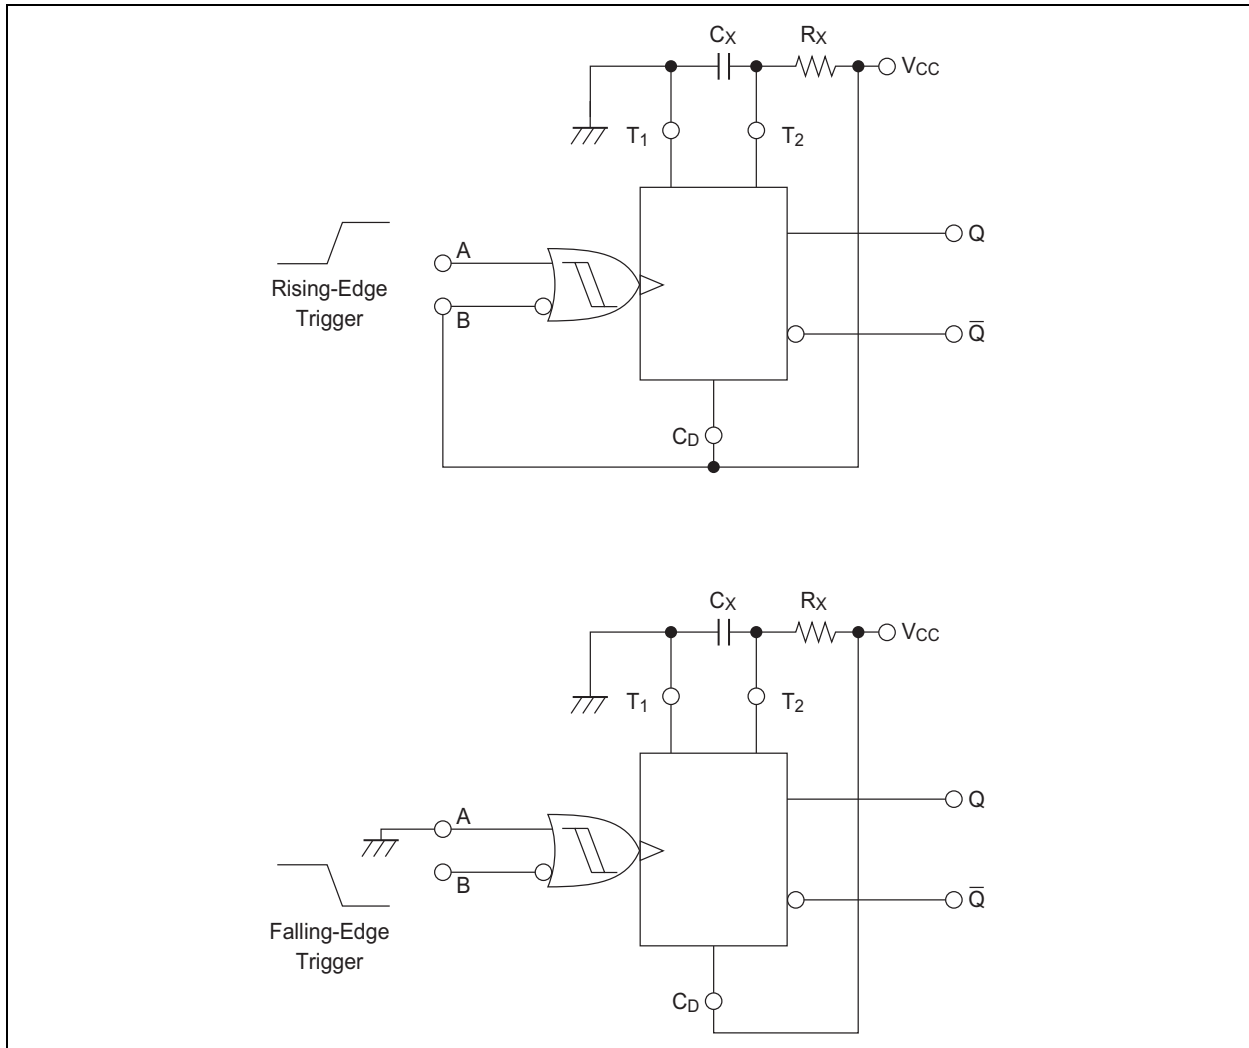 CX RX
VCC
T1 T2
A
Q
Rising-Edge
Trigger
B
Q̅
CD
CX RX
VCC
T1 T2
A
Q
B
Q̅
Falling-Edge
Trigger
CD